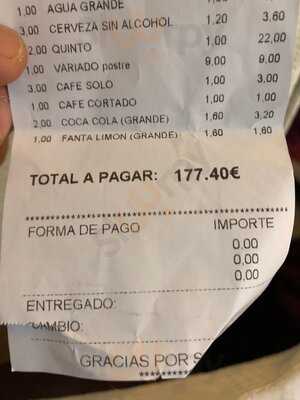 1,00 AGUA GRANDE
3,00 CERVEZA SIN ALCOHOL 1,20 3,60
2,00 QUINTO 1,00 22,00
1,00 VARIADO postre 9,00 9,00
3,00 CAFE SOLO 1,00 3,00
1,00 CAFE CORTADO 1,00 1,00
2,00 COCA COLA (GRANDE) 1,60 3,20
1,00 FANTA LIMON (GRANDE) 1,60 1,60
TOTAL A PAGAR: 177.40€
FORMA DE PAGO IMPORTE
0.00
0.00
0.00
ENTREGADO:
CAMBIO:
GRACIAS POR